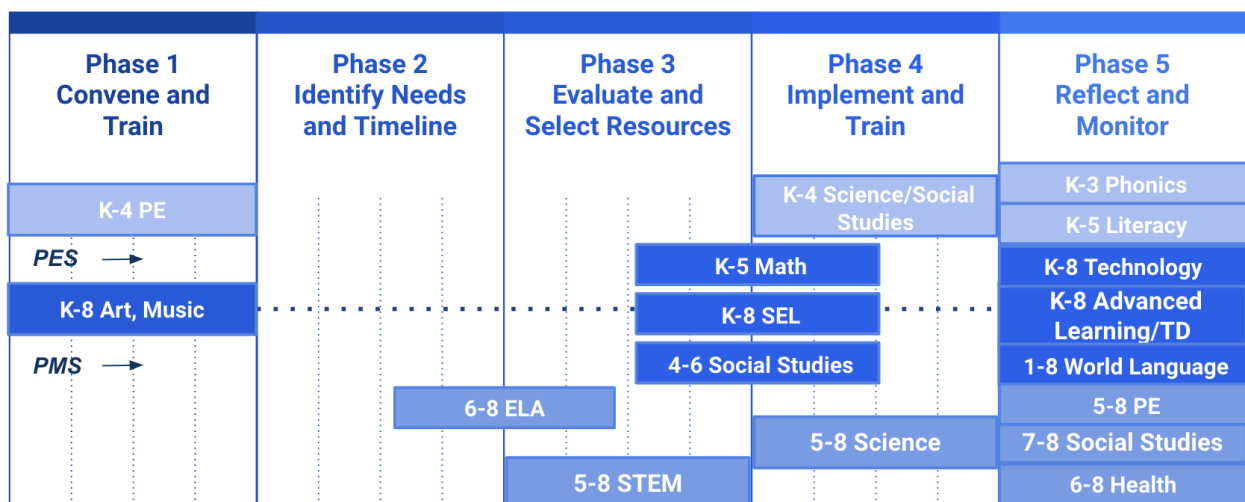 Phase 1
Convene and
Train
Phase 2
Identify Needs
and Timeline
Phase 3
Evaluate and
Select Resources
Phase 4
Implement and
Train
Phase 5
Reflect and
Monitor
K-4 PE
K-4 Science/Social
Studies
K-3 Phonics
K-5 Literacy
PES
K-5 Math
K-8 Technology
K-8 Art, Music
K-8 SEL
K-8 Advanced
Learning/TD
PMS
4-6 Social Studies
1-8 World Language
6-8 ELA
5-8 PE
5-8 Science
7-8 Social Studies
5-8 STEM
6-8 Health